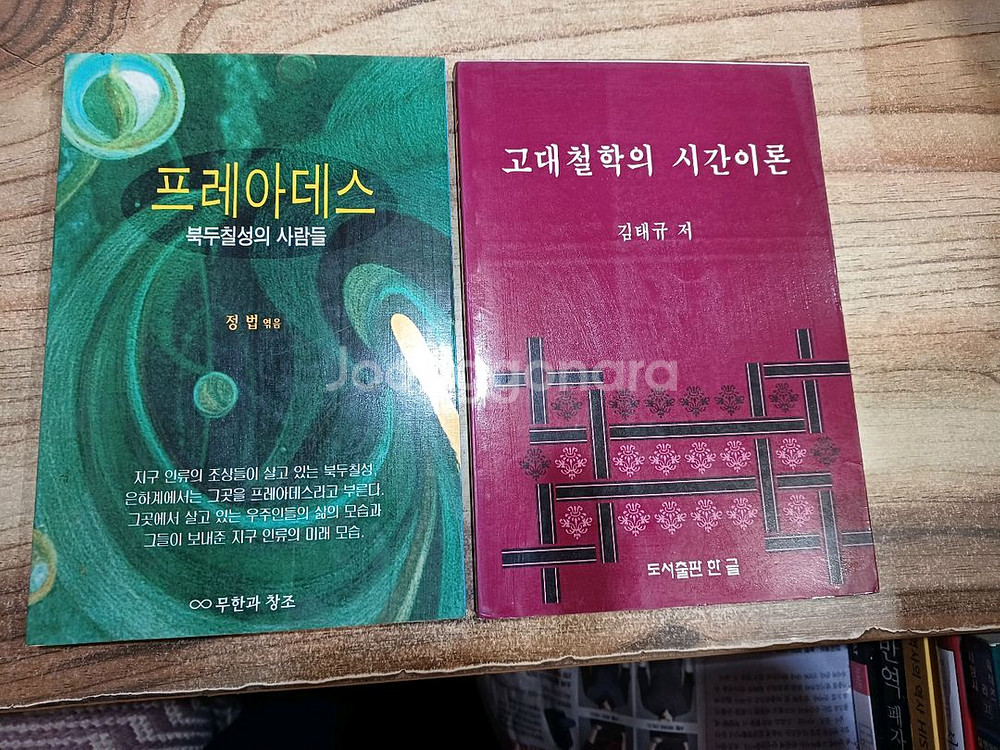 프레아데스
북두칠성의 사람들
정 법 엮음
지구 인류의 조상들이 살고 있는 북두칠성,
은하계에서는 그곳을 프레아데스라고 부른다.
그곳에서 살고 있는 우주인들의 삶의 모습과
그들이 보내준 지구 인류의 미래 모습.
무한과 창조
고대철학의 시간이론
김태규 저
도서출판 한글
Joonggonara